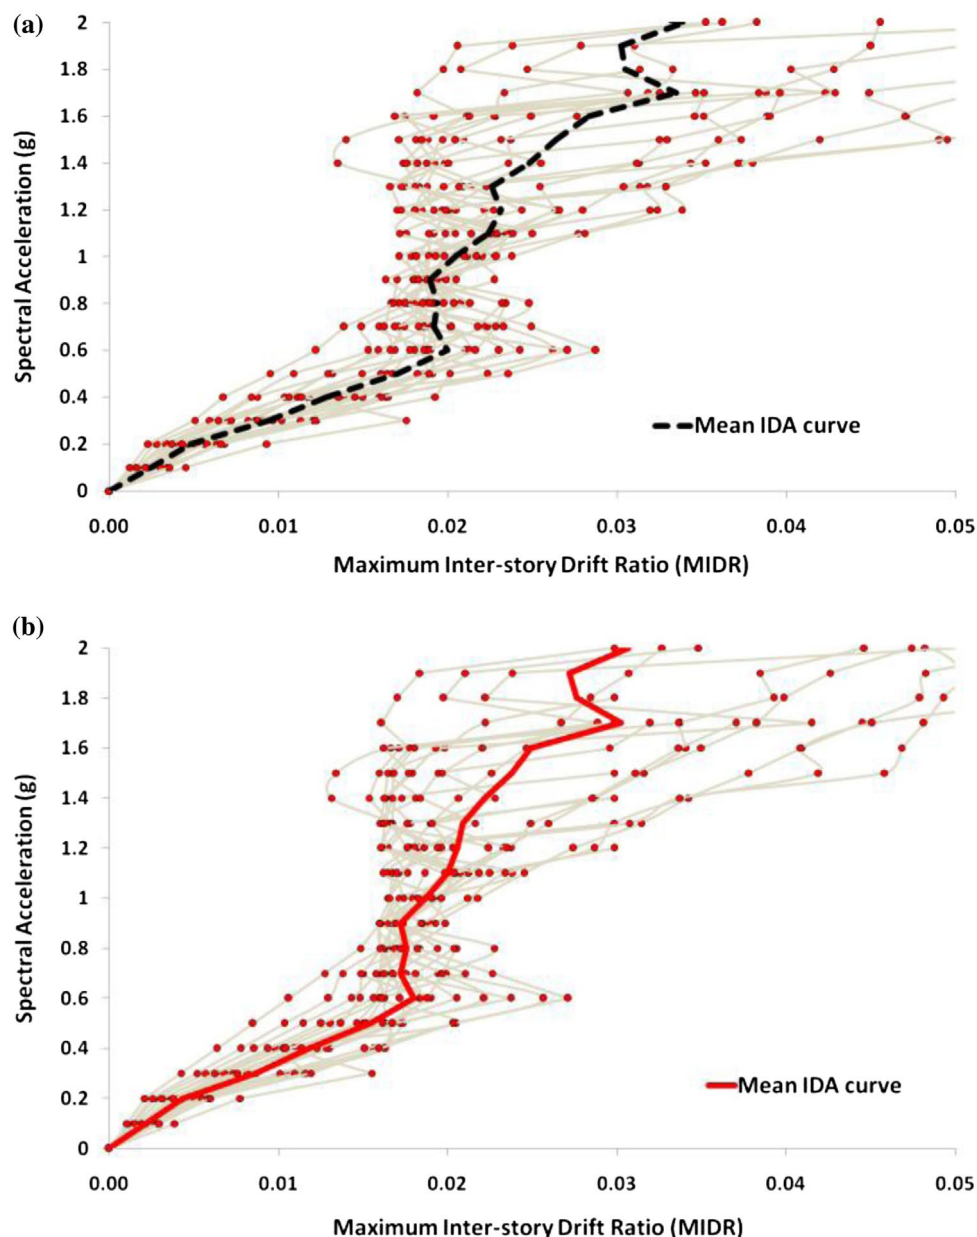 (a)
2
1.8
1.6
1.4
1.2
1
0.8
0.6
0.4
0.2
0
Spectral Acceleration (g)
Mean IDA curve
0.00 0.01 0.02 0.03 0.04 0.05
Maximum Inter-story Drift Ratio (MIDR)
(b)
2
1.8
1.6
1.4
1.2
1
0.8
0.6
0.4
0.2
0
Spectral Acceleration (g)
Mean IDA curve
0.00 0.01 0.02 0.03 0.04 0.05
Maximum Inter-story Drift Ratio (MIDR)